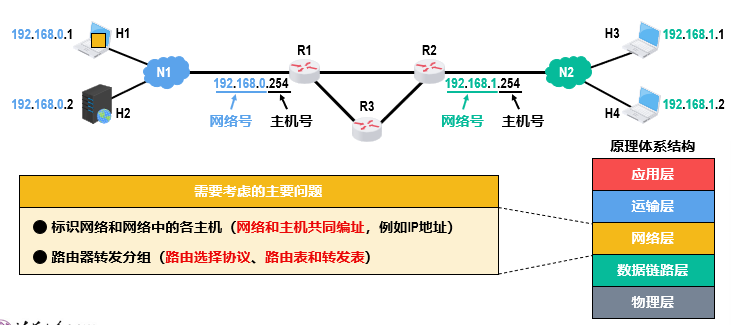 192.168.0.1
H1
192.168.0.2
H2
N1
R1
192.168.0.254
网络号
主机号
R3
R2
192.168.1.254
网络号
主机号
N2
H3
192.168.1.1
H4
192.168.1.2
需要考虑的主要问题
● 标识网络和网络中的各主机（网络和主机共同编址，例如IP地址）
● 路由器转发分组（路由选择协议、路由表和转发表）
原理体系结构
应用层
运输层
网络层
数据链路层
物理层